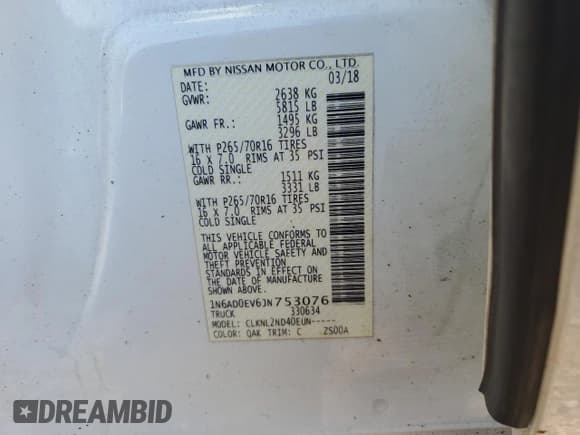 MFD BY NISSAN MOTOR CO., LTD.
DATE: 03/18
GVWR: 2638 KG
5815 LB
GAWR FR.: 1495 KG
3296 LB
WITH P265/70R16 TIRES
16 X 7.0 RIMS AT 35 PSI
COLD SINGLE
GAWR RR.: 1511 KG
3331 LB
WITH P265/70R16 TIRES
16 X 7.0 RIMS AT 35 PSI
COLD SINGLE
THIS VEHICLE CONFORMS TO
ALL APPLICABLE FEDERAL
MOTOR VEHICLE SAFETY AND
THEFT PREVENTION
STANDARDS IN EFFECT ON
THE DATE OF MANUFACTURE
SHOWN ABOVE.
1N6AD0EV6JN753076
TRUCK 330634
MODEL: CLKNL2ND40EUN-----
COLOR: QAK TRIM: C ZS00A
DREAMBID